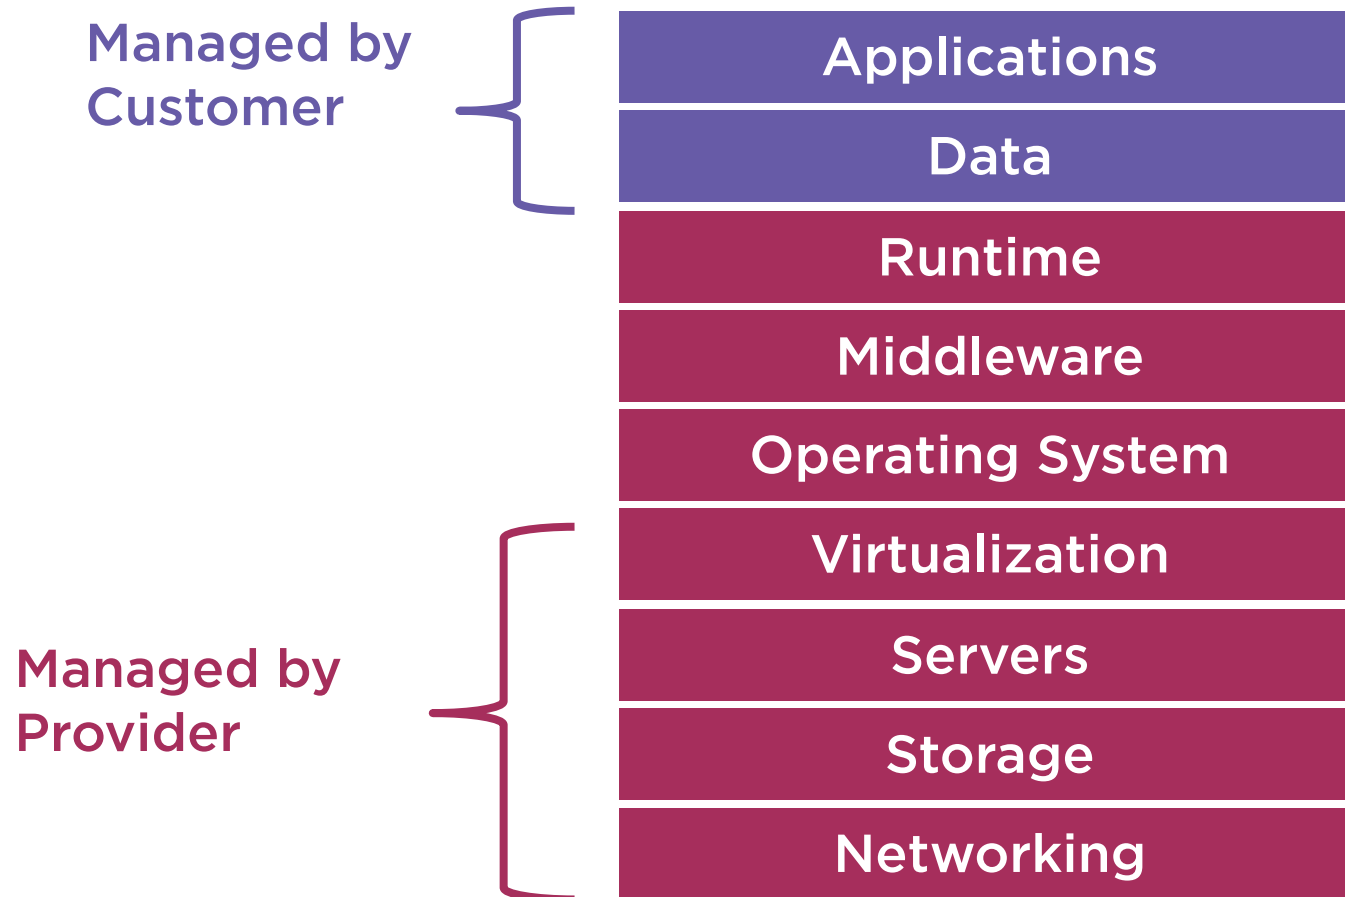 Managed by
Customer
Applications
Data
Runtime
Middleware
Operating System
Virtualization
Managed by
Provider
Servers
Storage
Networking